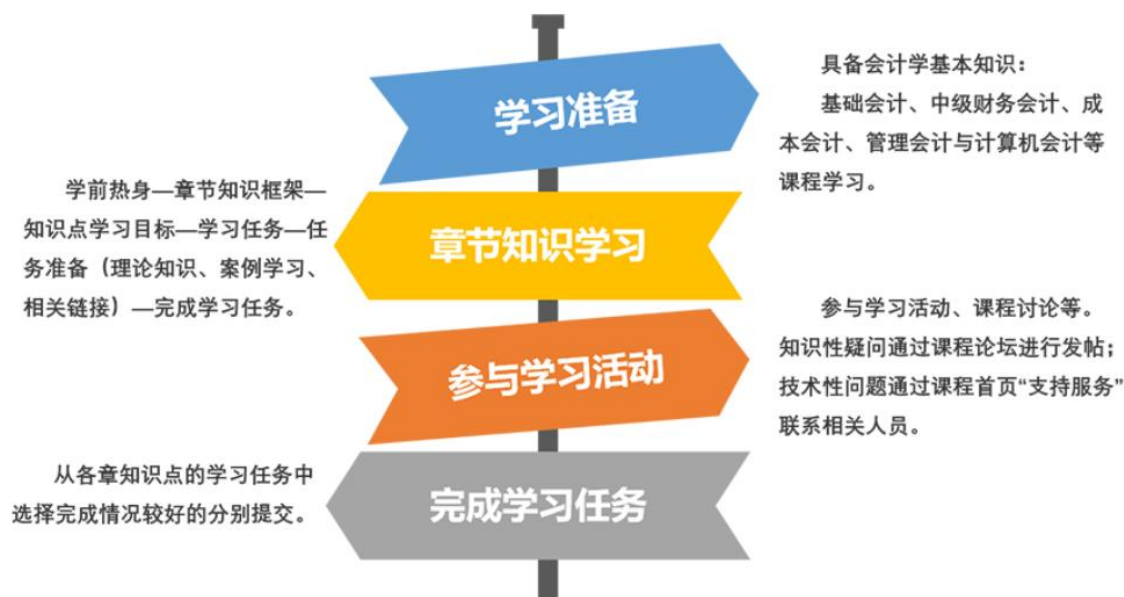 学习准备
具备会计学基本知识：
基础会计、中级财务会计、成
本会计、管理会计与计算机会计等
课程学习。
章节知识学习
学前热身—章节知识框架—
知识点学习目标—学习任务—任
务准备（理论知识、案例学习、
相关链接）—完成学习任务。
参与学习活动
参与学习活动、课程讨论等。
知识性疑问通过课程论坛进行发帖；
技术性问题通过课程首页“支持服务”
联系相关人员。
完成学习任务
从各章知识点的学习任务中
选择完成情况较好的分别提交。